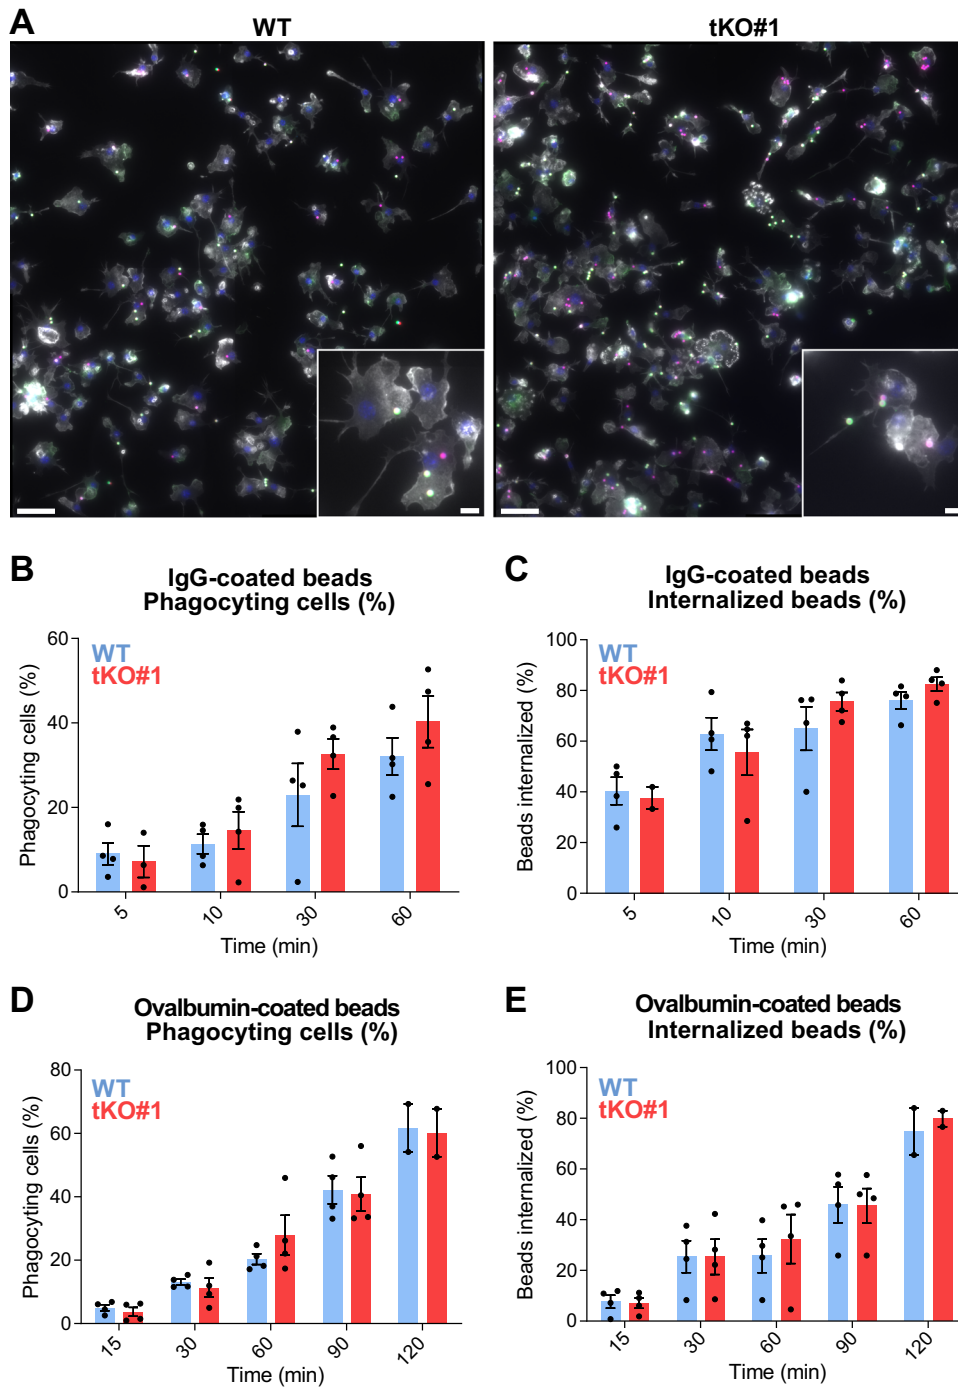 A
WT
tKO#1
B
IgG-coated beads
Phagocyting cells (%)
WT
tKO#1
Phagocyting cells (%)
60
40
20
0
5
10
30
60
Time (min)
C
IgG-coated beads
Internalized beads (%)
WT
tKO#1
Beads internalized (%)
100
80
60
40
20
0
5
10
30
60
Time (min)
D
Ovalbumin-coated beads
Phagocyting cells (%)
WT
tKO#1
Phagocyting cells (%)
80
60
40
20
0
15
30
60
90
120
Time (min)
E
Ovalbumin-coated beads
Internalized beads (%)
WT
tKO#1
Beads internalized (%)
100
80
60
40
20
0
15
30
60
90
120
Time (min)